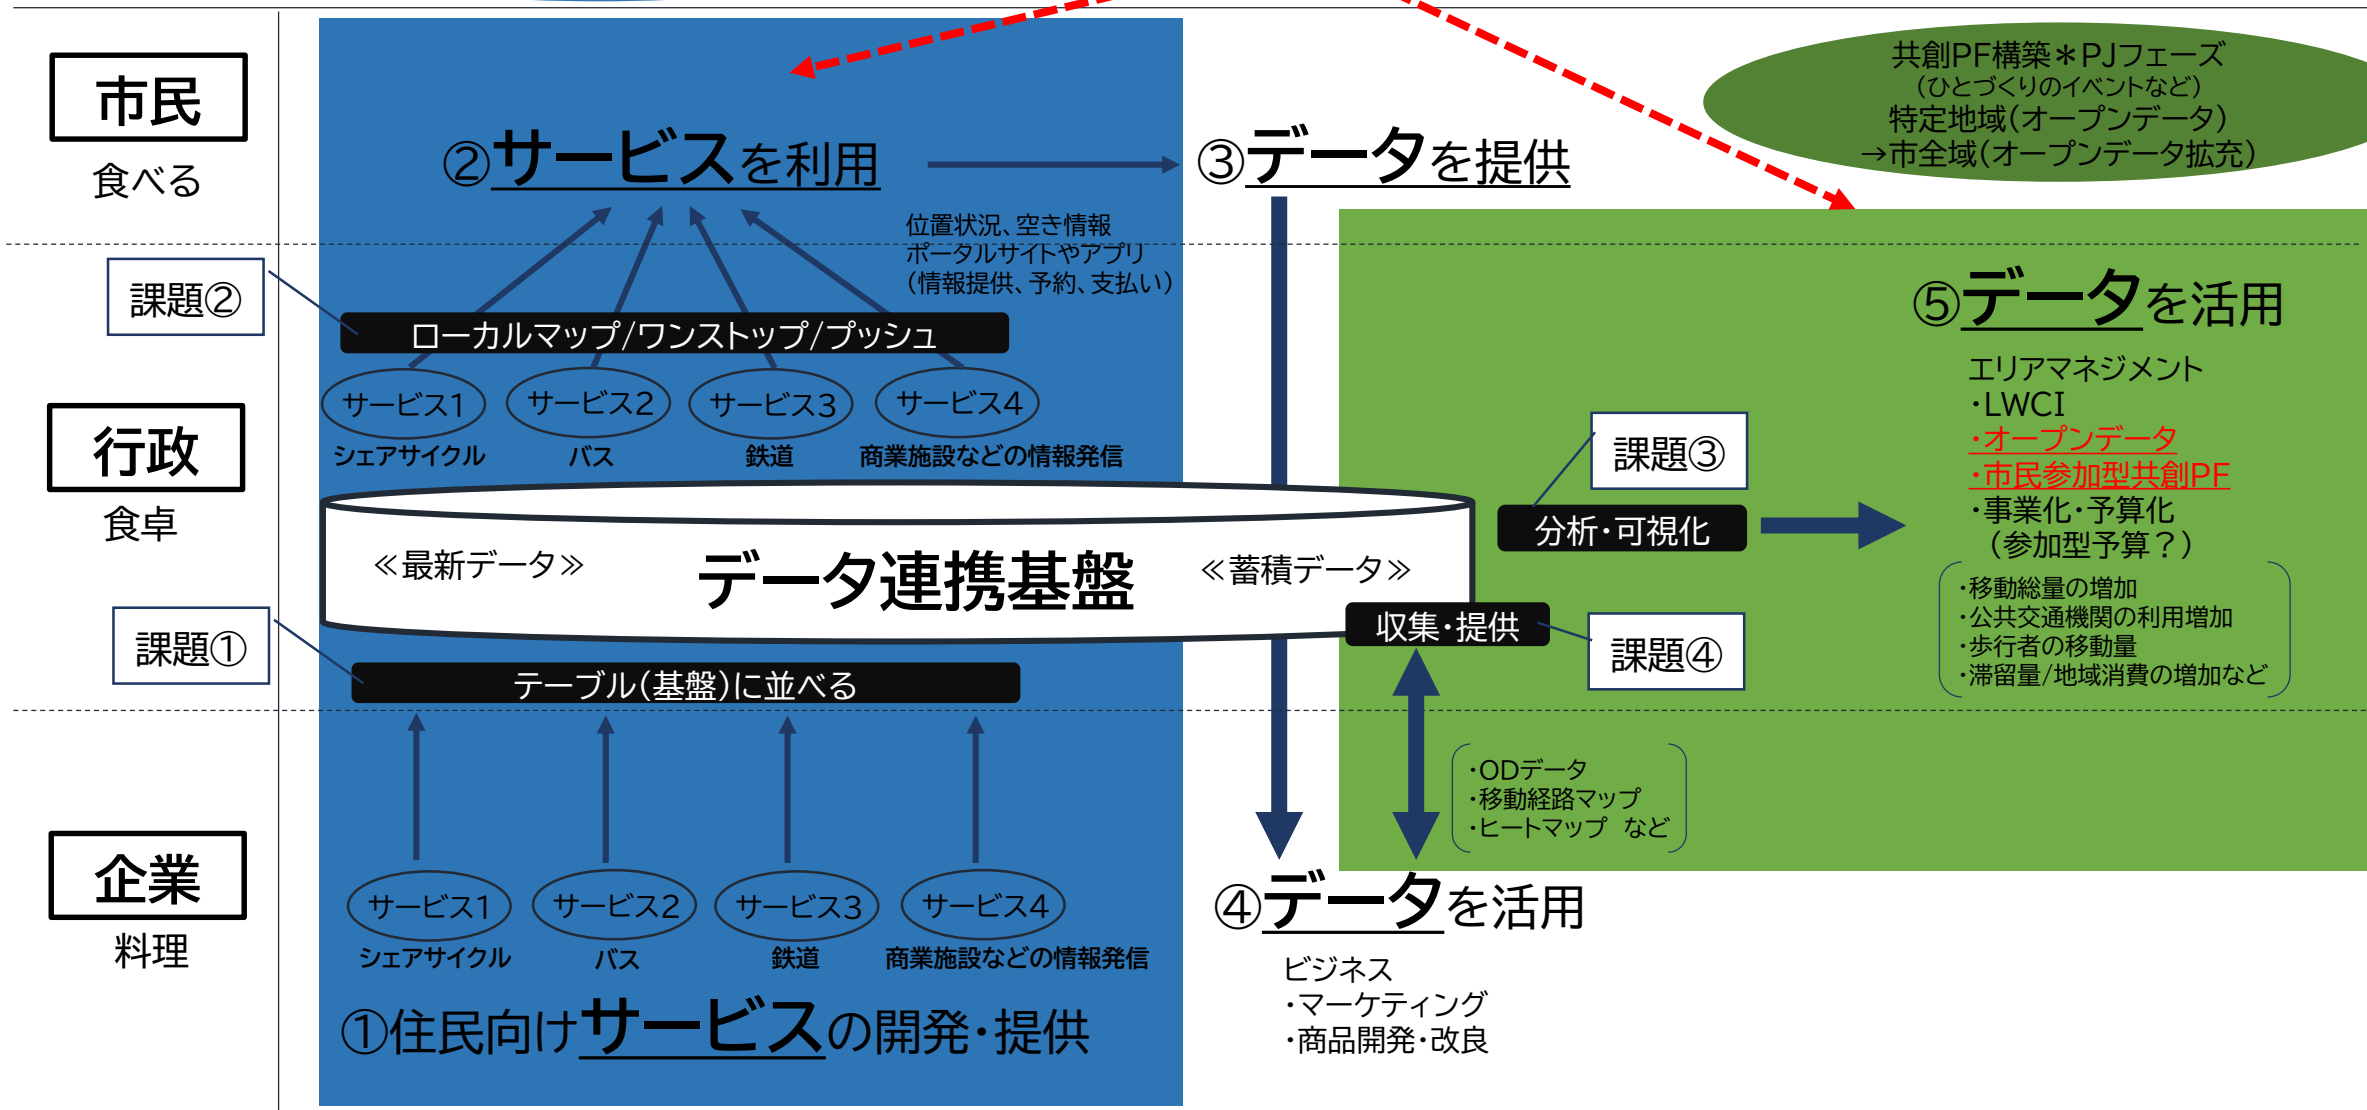 共創PF構築＊PJフェーズ
（ひとづくりのイベントなど）
特定地域（オープンデータ）
→市全域（オープンデータ拡充）
市民
食べる
②サービスを利用
③データを提供
位置状況、空き情報
ポータルサイトやアプリ
（情報提供、予約、支払い）
課題②
ローカルマップ/ワンストップ/プッシュ
サービス1
サービス2
サービス3
サービス4
シェアサイクル
バス
鉄道
商業施設などの情報発信
行政
食卓
⑤データを活用
エリアマネジメント
・LWCI
・オープンデータ
・市民参加型共創PF
・事業化・予算化
（参加型予算？）
・移動総量の増加
・公共交通機関の利用増加
・歩行者の移動量
・滞留量/地域消費の増加など
課題③
分析・可視化
≪最新データ≫
データ連携基盤
≪蓄積データ≫
収集・提供
課題④
課題①
テーブル（基盤）に並べる
・ODデータ
・移動経路マップ
・ヒートマップ など
企業
料理
サービス1
サービス2
サービス3
サービス4
シェアサイクル
バス
鉄道
商業施設などの情報発信
①住民向けサービスの開発・提供
④データを活用
ビジネス
・マーケティング
・商品開発・改良